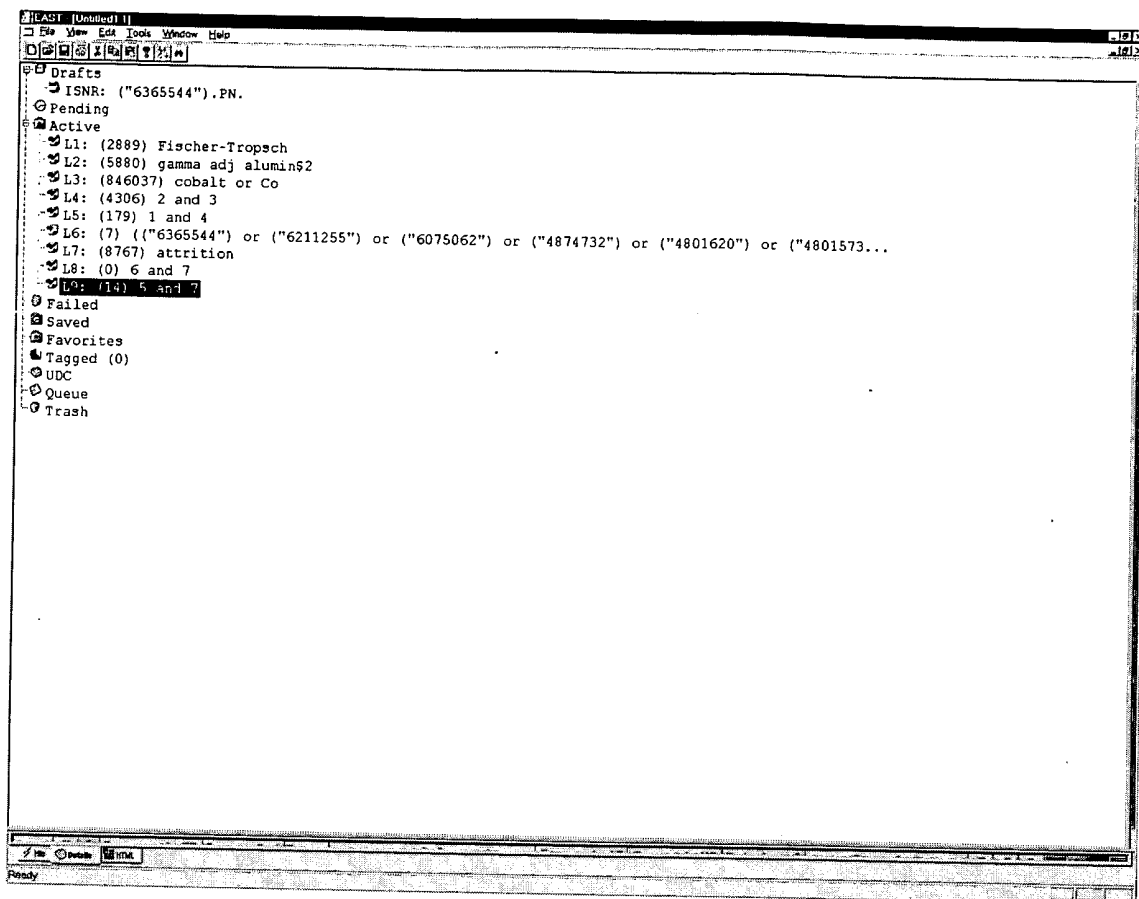 EAST - [Untitled1 1]
File View Edit Tools Window Help
Drafts
ISNR: ("6365544").PN.
Pending
Active
L1: (2889) Fischer-Tropsch
L2: (5880) gamma adj alumin$2
L3: (846037) cobalt or Co
L4: (4306) 2 and 3
L5: (179) 1 and 4
L6: (7) (("6365544") or ("6211255") or ("6075062") or ("4874732") or ("4801620") or ("4801573...
L7: (8767) attrition
L8: (0) 6 and 7
L9: (14) 5 and 7
Failed
Saved
Favorites
Tagged (0)
UDC
Queue
Trash
Details HTML
Ready